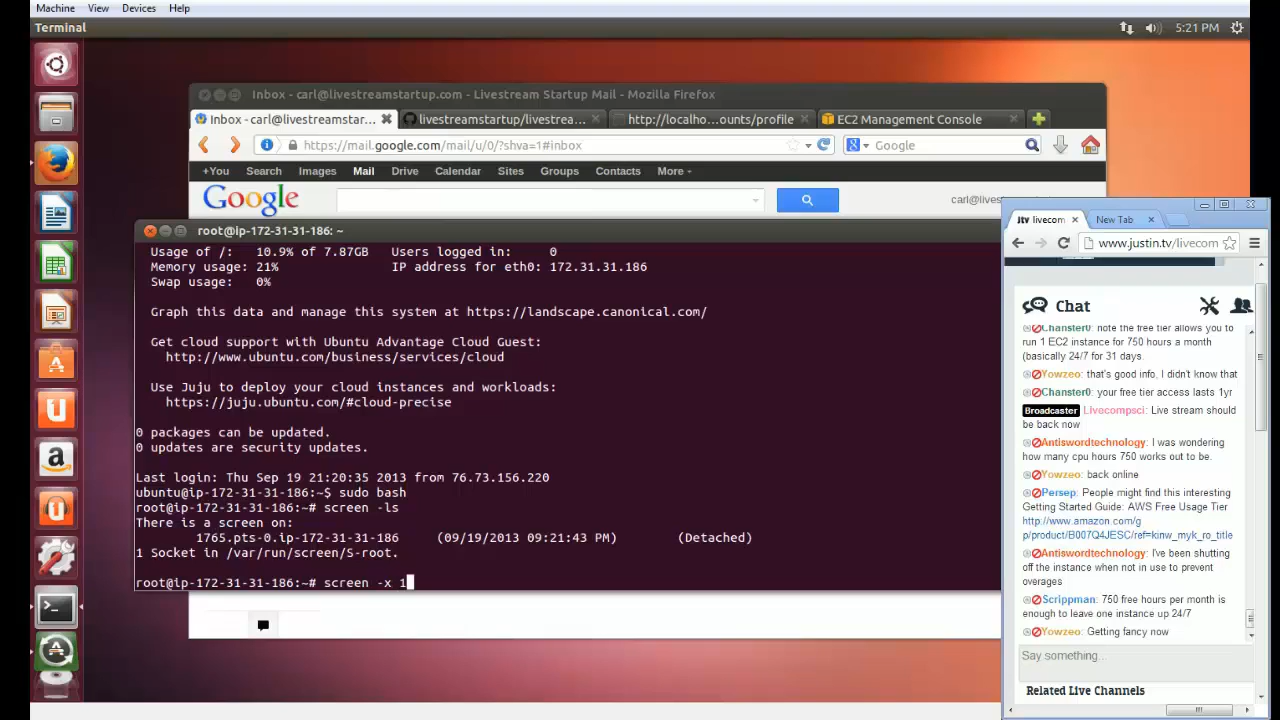 Machine View Devices Help
Terminal
5:21 PM
Inbox - carl@livestreamstartup.com - Livestream Startup Mail - Mozilla Firefox
Inbox - carl@livestreamstar...
livestreamstartup/livestrea...
http://localho...ounts/profile
EC2 Management Console
https://mail.google.com/mail/u/0/?shva=1#inbox
Google
+You Search Images Mail Drive Calendar Sites Groups Contacts More
Google
carl@lives
root@ip-172-31-31-186: ~
Usage of /: 10.9% of 7.87GB Users logged in: 0
Memory usage: 21% IP address for eth0: 172.31.31.186
Swap usage: 0%
Graph this data and manage this system at https://landscape.canonical.com/
Get cloud support with Ubuntu Advantage Cloud Guest:
http://www.ubuntu.com/business/services/cloud
Use Juju to deploy your cloud instances and workloads:
https://juju.ubuntu.com/#cloud-precise
0 packages can be updated.
0 updates are security updates.
Last login: Thu Sep 19 21:20:35 2013 from 76.73.156.220
ubuntu@ip-172-31-31-186:~$ sudo bash
root@ip-172-31-31-186:~# screen -ls
There is a screen on:
1765.pts-0.ip-172-31-31-186 (09/19/2013 09:21:43 PM) (Detached)
1 Socket in /var/run/screen/S-root.
root@ip-172-31-31-186:~# screen -x 1
jtv livecom
New Tab
www.justin.tv/livecom
Chat
Chanster0: note the free tier allows you to
run 1 EC2 instance for 750 hours a month
(basically 24/7 for 31 days.
Yowzeo: that's good info, I didn't know that
Chanster0: your free tier access lasts 1yr
Broadcaster Livecompsci: Live stream should
be back now
Antiswordtechnology: I was wondering
how many cpu hours 750 works out to be.
Yowzeo: back online
Persep: People might find this interesting
Getting Started Guide: AWS Free Usage Tier
http://www.amazon.com/g
p/product/B007Q4JESC/ref=kinw_myk_ro_title
Antiswordtechnology: I've been shutting
off the instance when not in use to prevent
overages
Scrippman: 750 free hours per month is
enough to leave one instance up 24/7
Yowzeo: Getting fancy now
Say something...
Related Live Channels